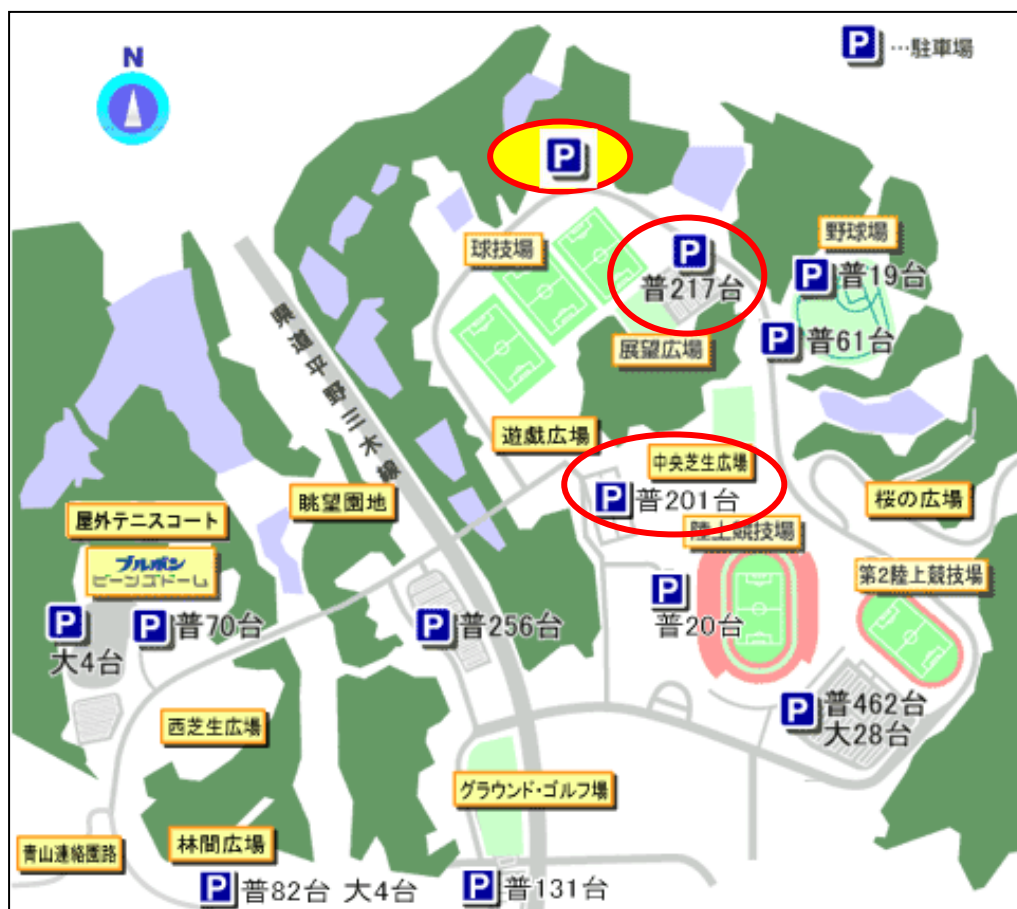 P …駐車場
N
P
球技場
P
普217台
野球場
P 普19台
P 普61台
展望広場
県道平野三木線
遊戯広場
中央芝生広場
P 普201台
眺望園地
桜の広場
屋外テニスコート
ブルボン
ビーンズドーム
陸上競技場
第2陸上競技場
P
大4台
P 普70台
P 普256台
P
普20台
P 普462台
大28台
西芝生広場
グラウンド・ゴルフ場
青山連絡園路
林間広場
P 普82台 大4台
P 普131台